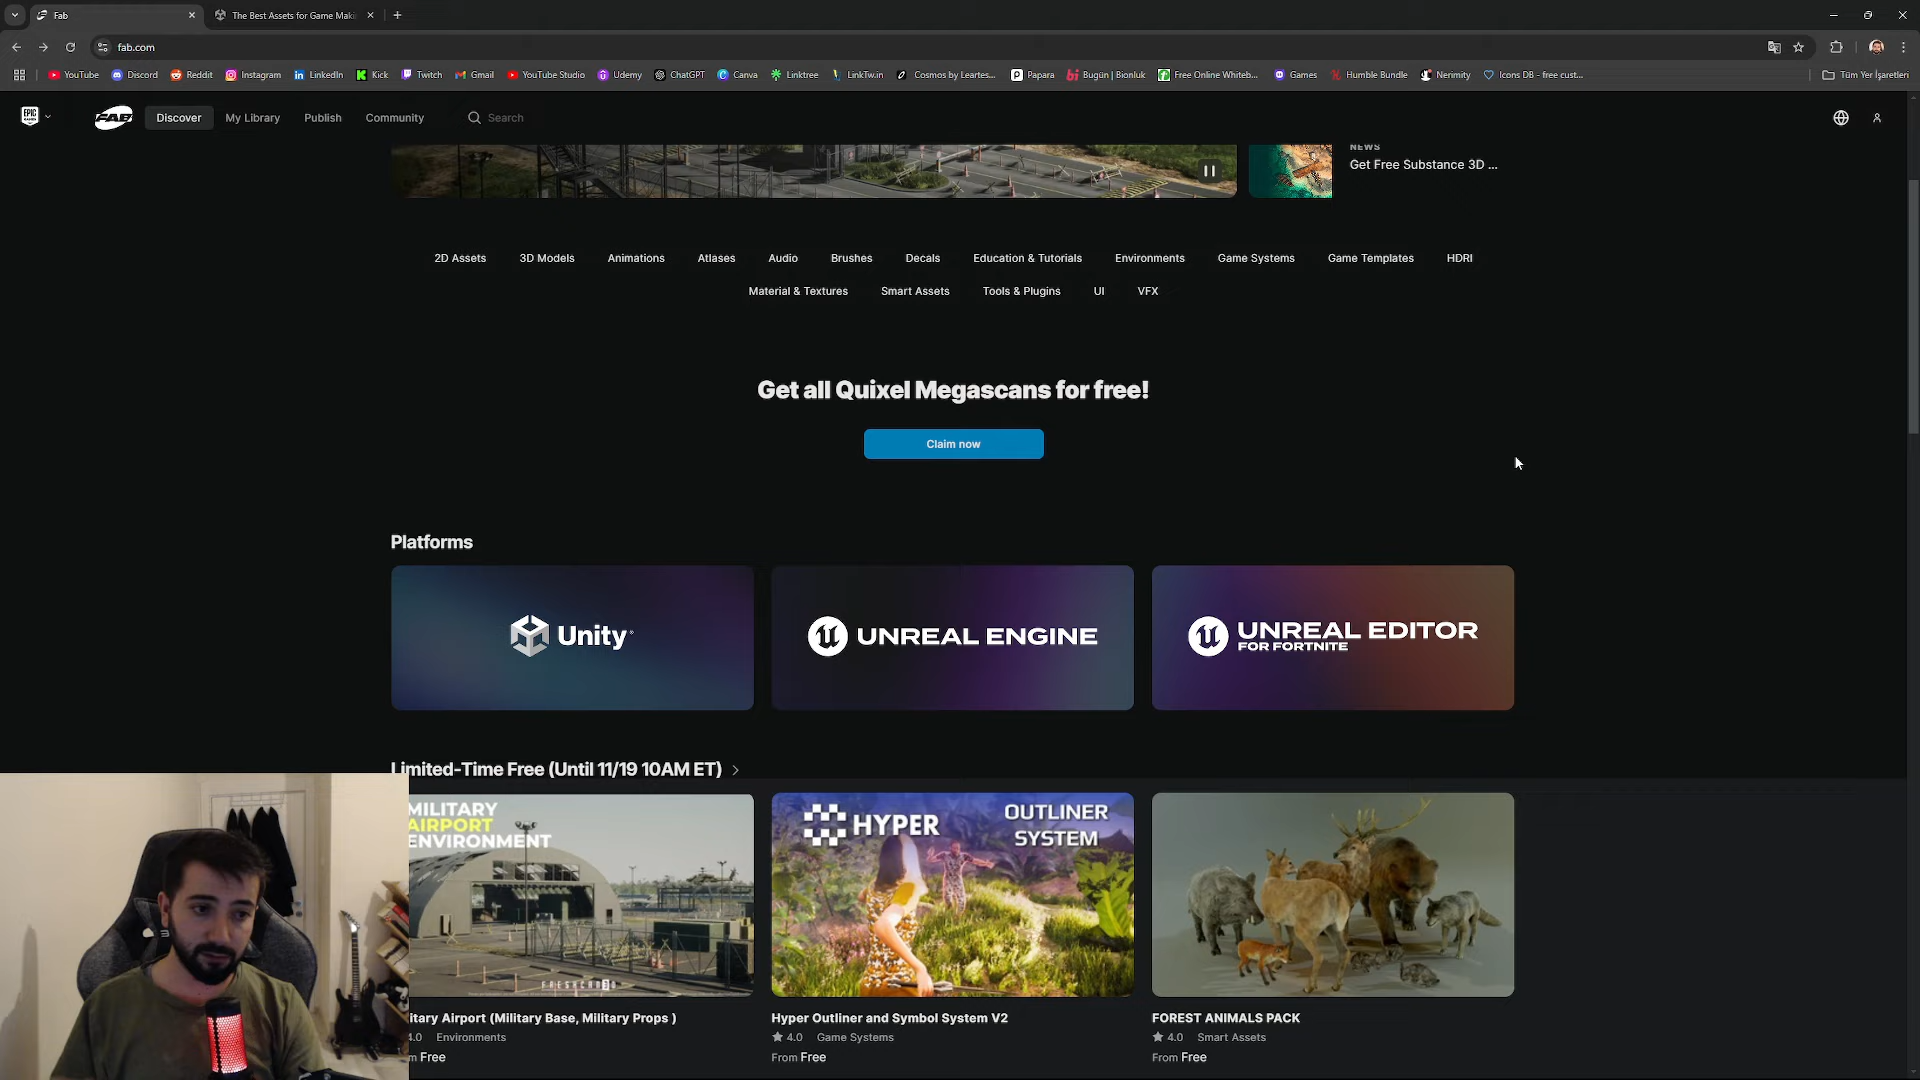 Fab
The Best Assets for Game Maki
fab.com
YouTube
Discord
Reddit
Instagram
LinkedIn
Kick
Twitch
Gmail
YouTube Studio
Udemy
ChatGPT
Canva
Linktree
LinkTw.in
Cosmos by Leartes...
Papara
Bugün | Bionluk
Free Online Whiteb...
Games
Humble Bundle
Nerimity
Icons DB - free cust...
Tüm Yer İşaretleri
EPIC
FAB
Discover
My Library
Publish
Community
Search
NEWS
Get Free Substance 3D ...
2D Assets
3D Models
Animations
Atlases
Audio
Brushes
Decals
Education & Tutorials
Environments
Game Systems
Game Templates
HDRI
Material & Textures
Smart Assets
Tools & Plugins
UI
VFX
Get all Quixel Megascans for free!
Claim now
Platforms
Unity
UNREAL ENGINE
UNREAL EDITOR
FOR FORTNITE
Limited-Time Free (Until 11/19 10AM ET)
MILITARY
AIRPORT
ENVIRONMENT
FRESHCAN3D
HYPER
OUTLINER
SYSTEM
itary Airport (Military Base, Military Props )
4.0 Environments
m Free
Hyper Outliner and Symbol System V2
4.0 Game Systems
From Free
FOREST ANIMALS PACK
4.0 Smart Assets
From Free